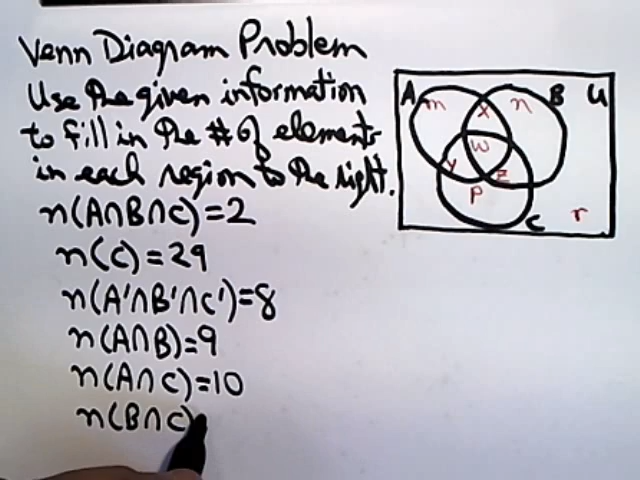 Venn Diagram Problem
Use the given information
to fill in the # of elements
in each region to the right.
n(A∩B∩C)=2
n(C)=29
n(A'∩B'∩C')=8
n(A∩B)=9
n(A∩C)=10
n(B∩C)
A m x n B U
w
y z
p
C r